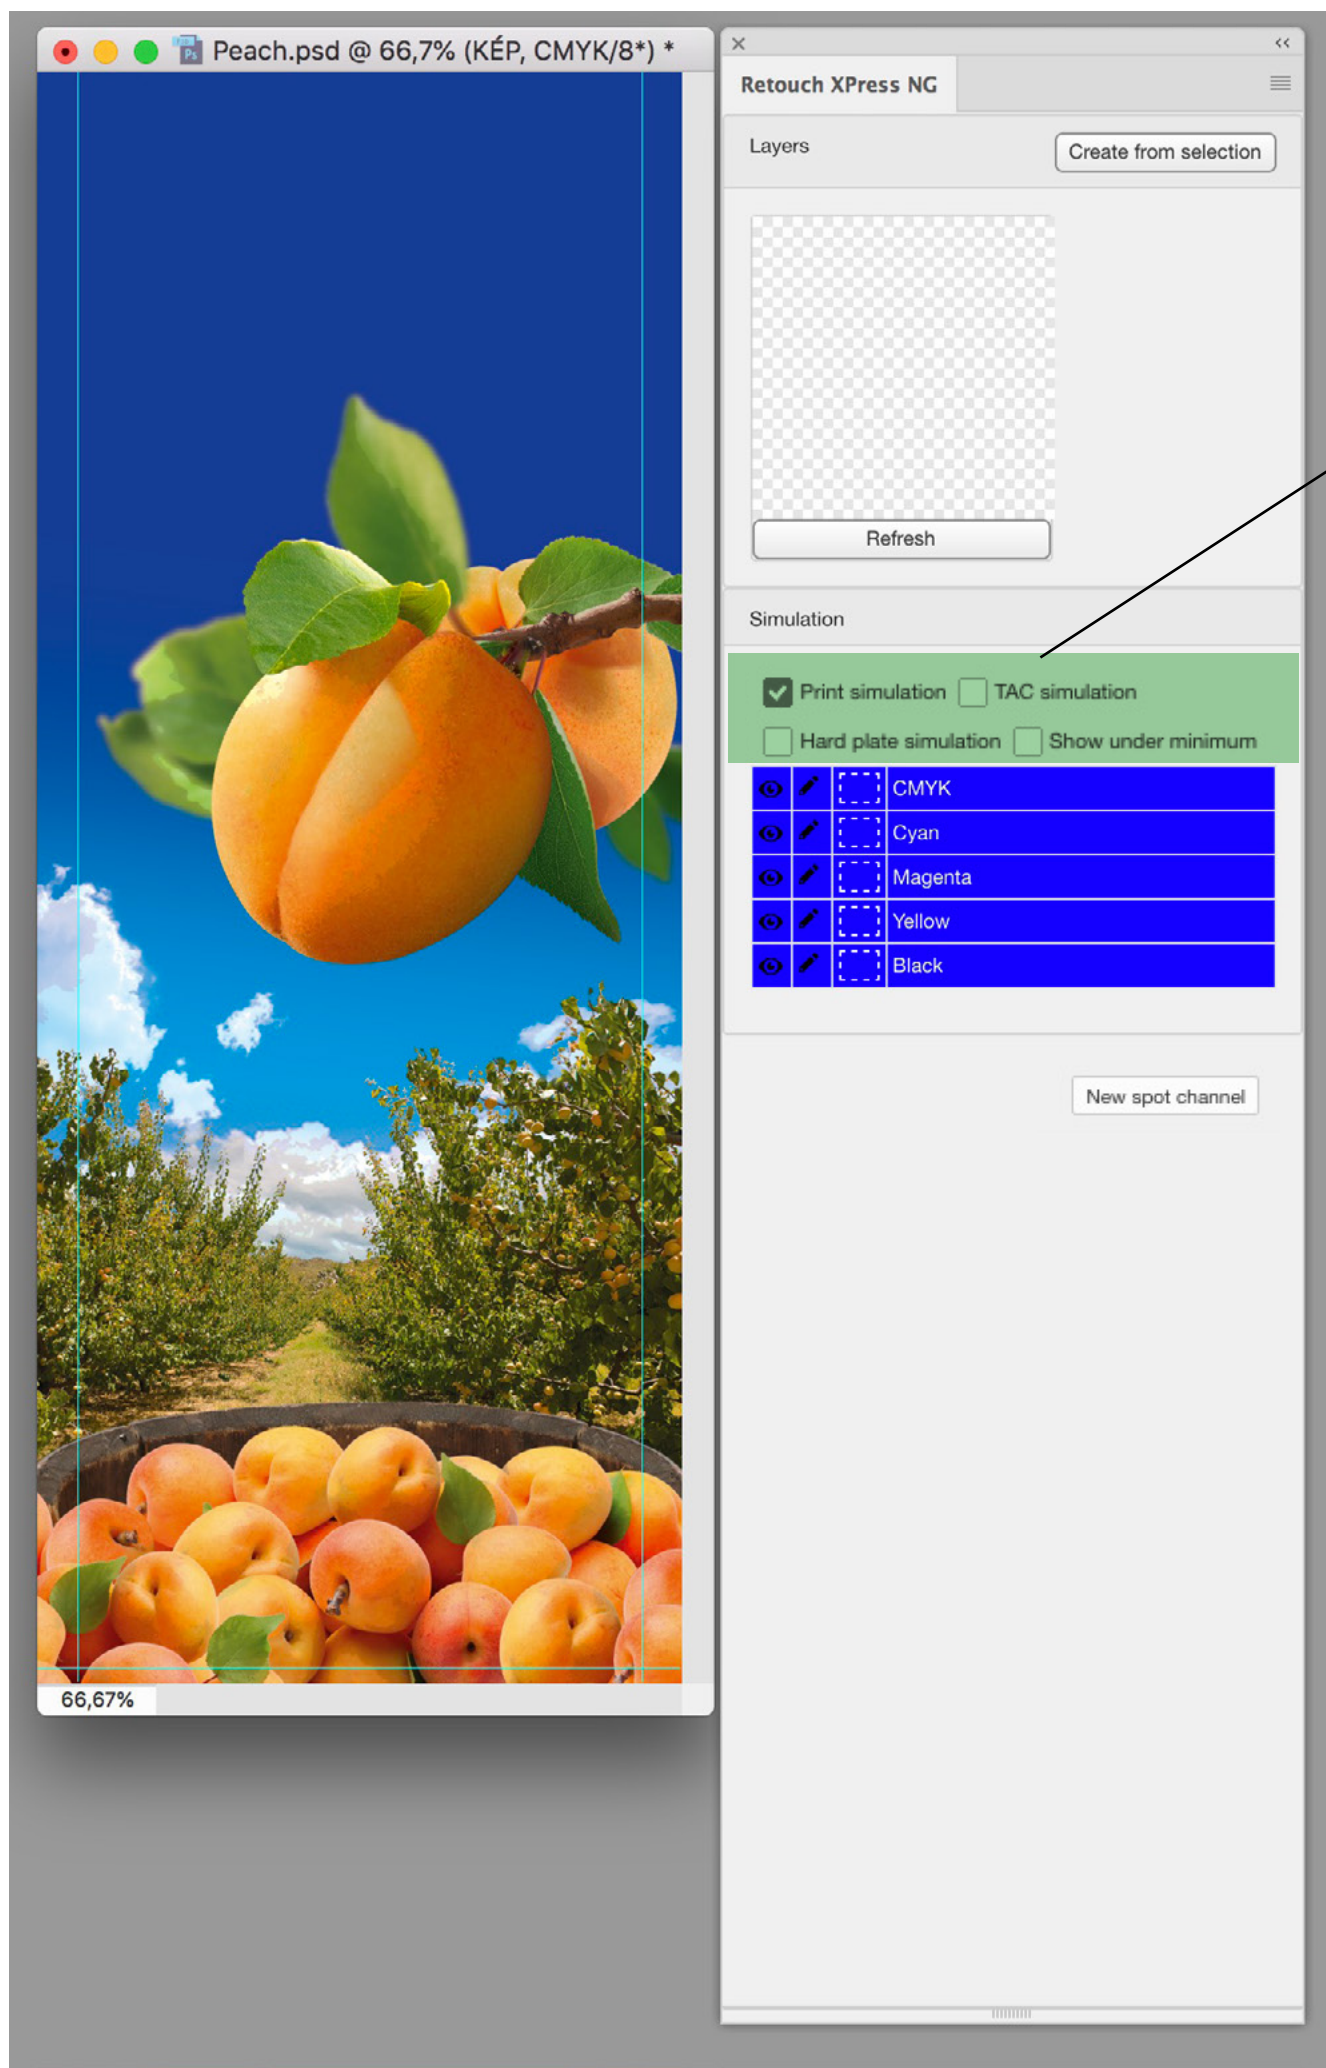 Peach.psd @ 66,7% (KÉP, CMYK/8*) *
66,67%
Retouch XPress NG
Layers
Create from selection
Refresh
Simulation
Print simulation
TAC simulation
Hard plate simulation
Show under minimum
CMYK
Cyan
Magenta
Yellow
Black
New spot channel